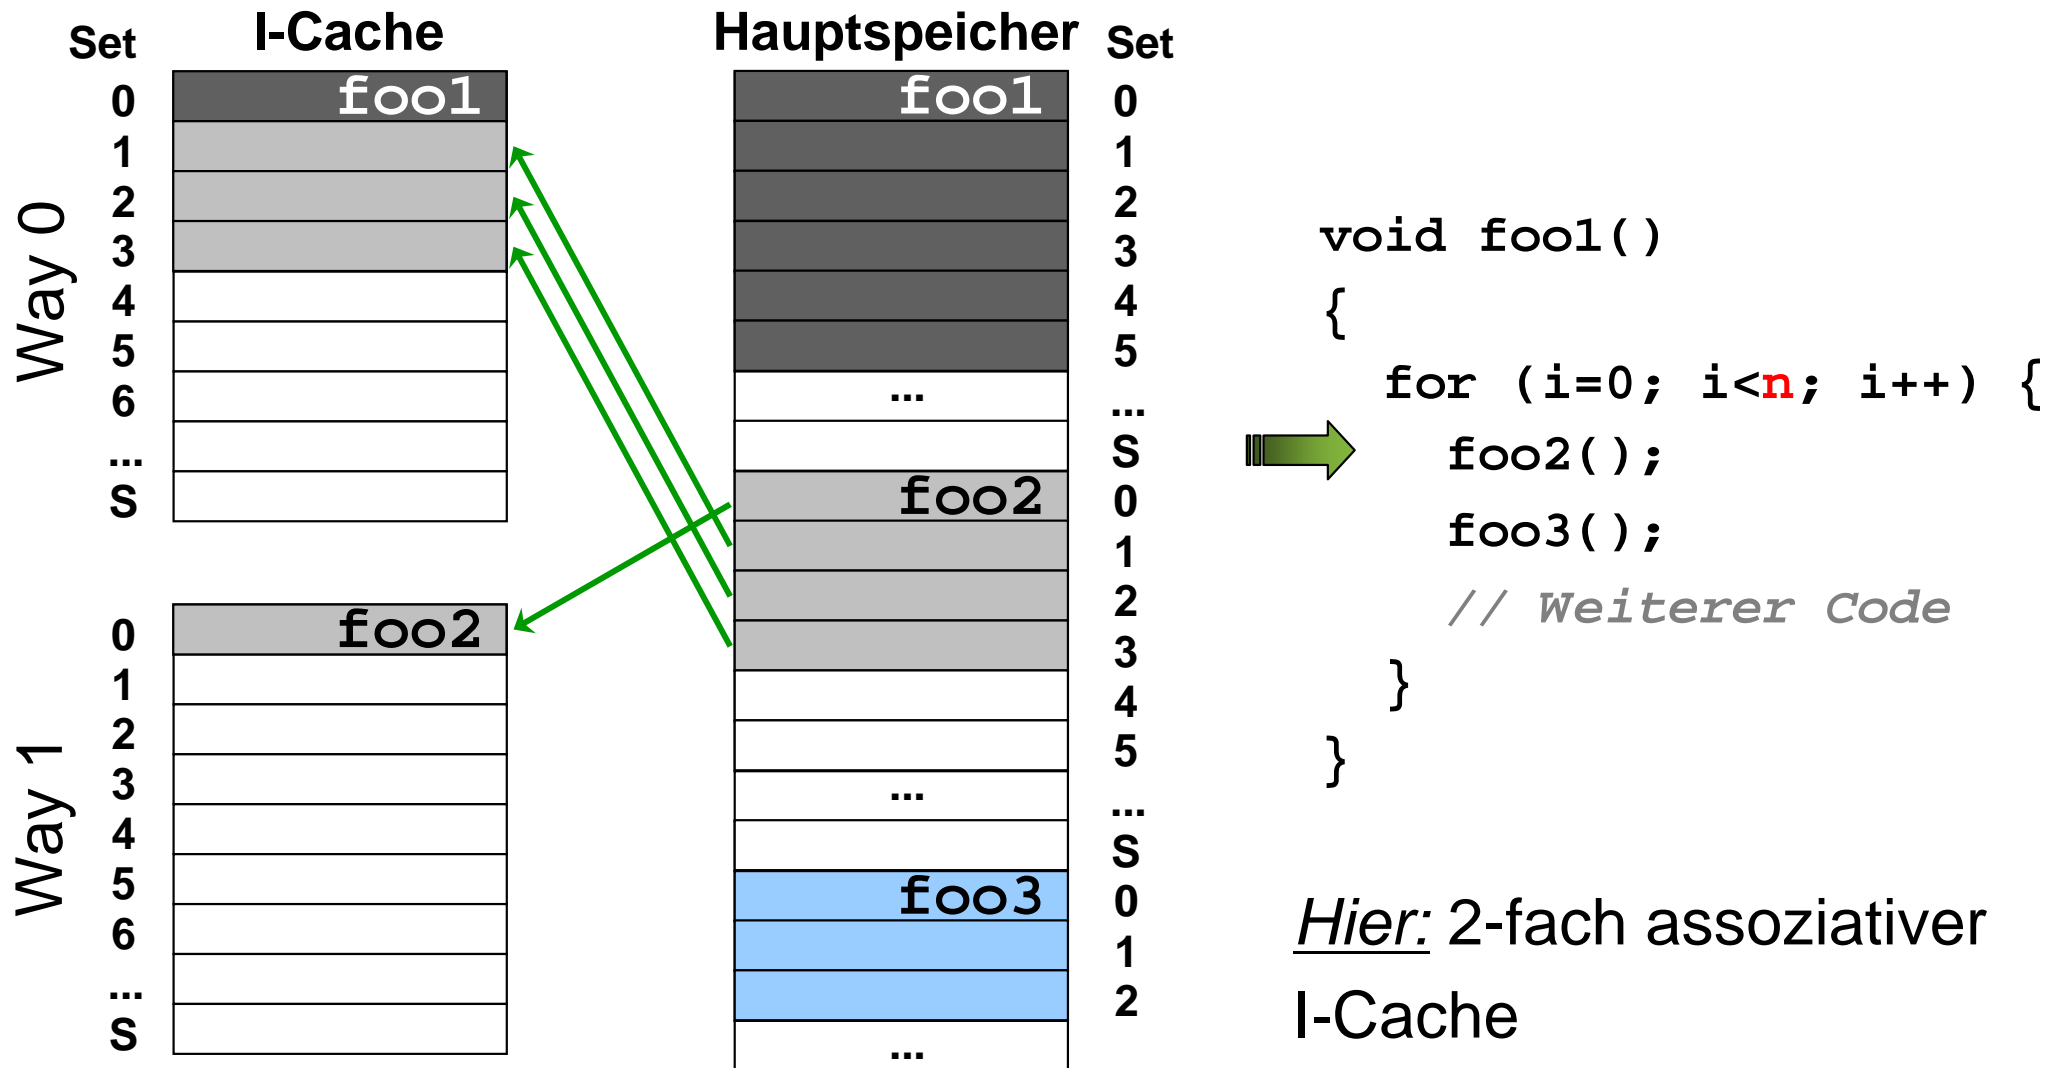 I-Cache
Set
foo1
0
1
2
3
4
5
6
...
S
Way 0
foo2
0
1
2
3
4
5
6
...
S
Way 1
Hauptspeicher
Set
foo1
0
1
2
3
4
5
...
...
S
foo2
0
1
2
3
4
5
...
...
S
foo3
0
1
2
...
void foo1()
{
for (i=0; i<n; i++) {
foo2();
foo3();
// Weiterer Code
}
}
Hier: 2-fach assoziativer
I-Cache